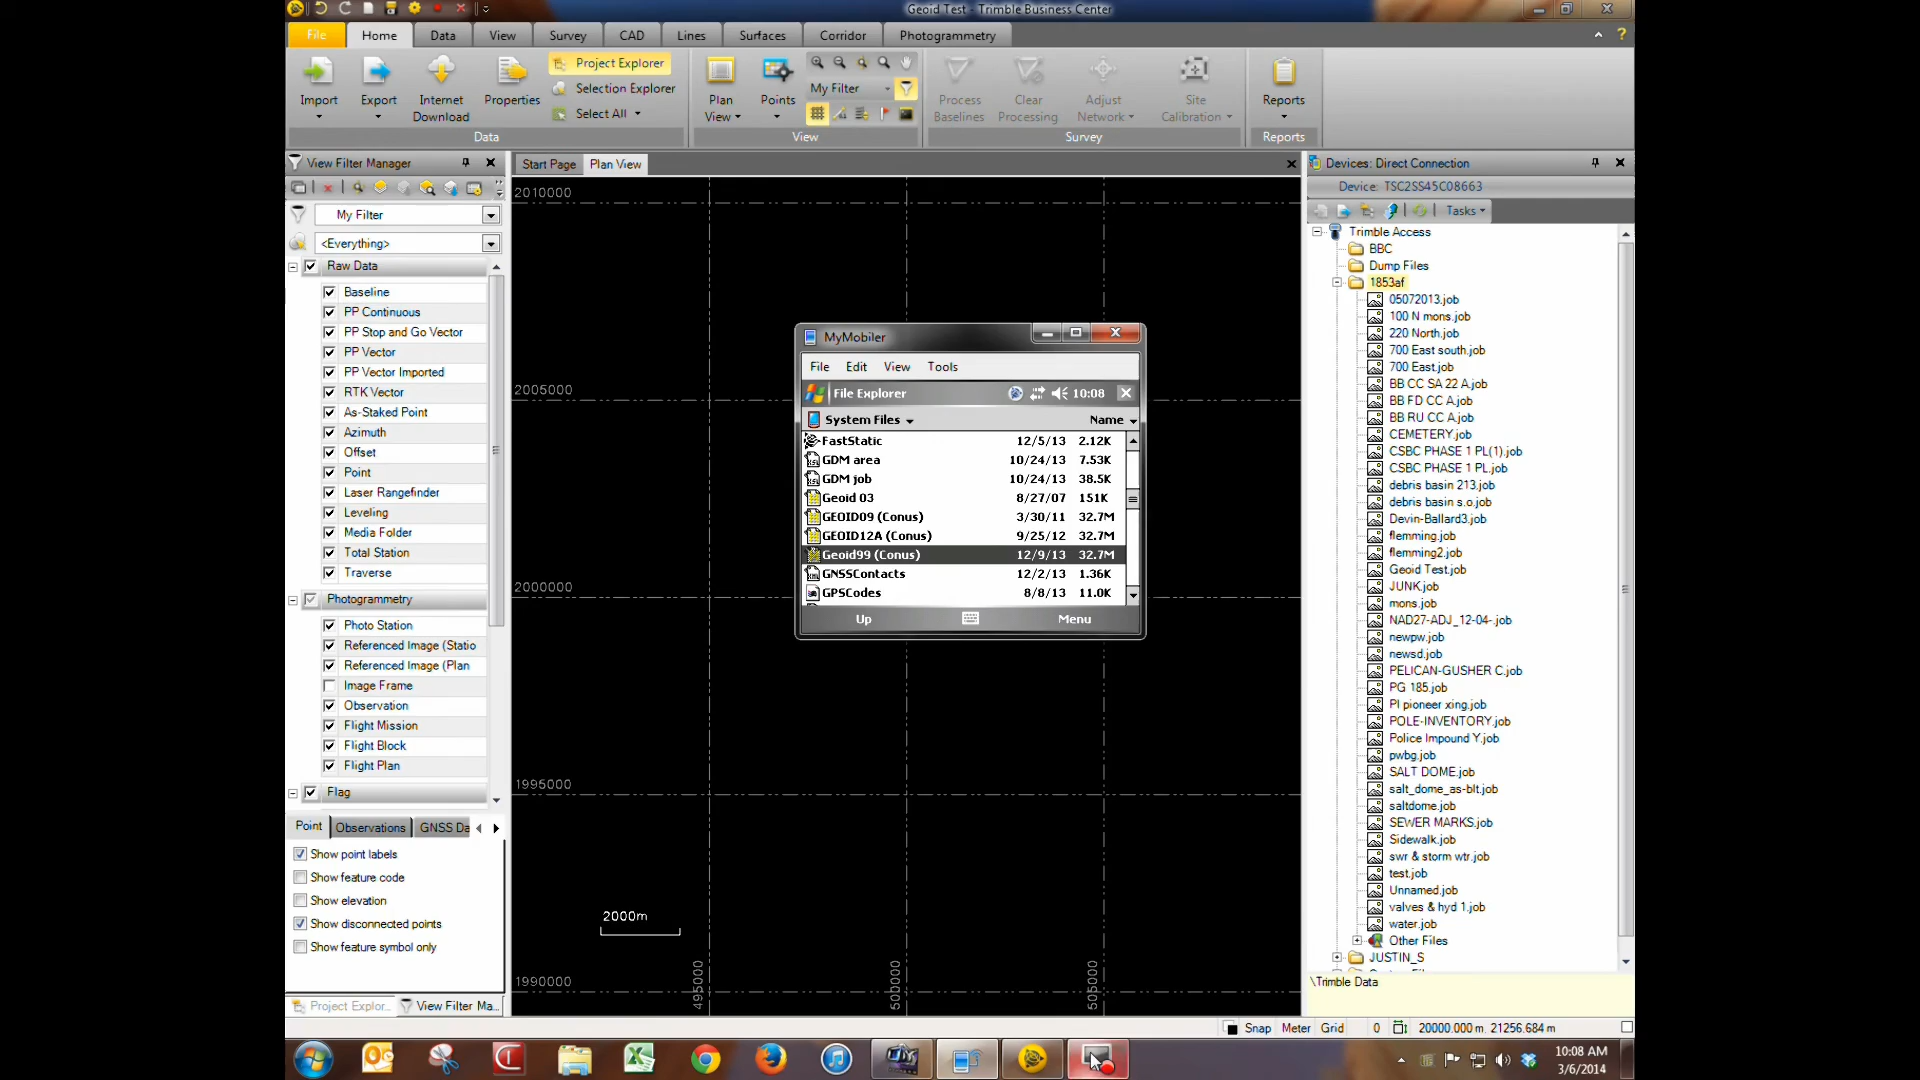 Geoid Test - Trimble Business Center
File Home Data View Survey CAD Lines Surfaces Corridor Photogrammetry
Import
Export
Internet Download
Properties
Project Explorer
Selection Explorer
Select All
Data
Plan View
Points
My Filter
View
Process Baselines
Clear Processing
Adjust Network
Site Calibration
Survey
Reports
Reports
View Filter Manager
My Filter
<Everything>
Raw Data
Baseline
PP Continuous
PP Stop and Go Vector
PP Vector
PP Vector Imported
RTK Vector
As-Staked Point
Azimuth
Offset
Point
Laser Rangefinder
Leveling
Media Folder
Total Station
Traverse
Photogrammetry
Photo Station
Referenced Image (Statio
Referenced Image (Plan
Image Frame
Observation
Flight Mission
Flight Block
Flight Plan
Flag
Point Observations GNSS Da
Show point labels
Show feature code
Show elevation
Show disconnected points
Show feature symbol only
Project Explor... View Filter Ma...
Start Page Plan View
2010000
2005000
2000000
1995000
1990000
2000m
495000
500000
505000
MyMobiler
File Edit View Tools
File Explorer 10:08
System Files Name
FastStatic 12/5/13 2.12K
GDM area 10/24/13 7.53K
GDM job 10/24/13 38.5K
Geoid 03 8/27/07 151K
GEOID09 (Conus) 3/30/11 32.7M
GEOID12A (Conus) 9/25/12 32.7M
Geoid99 (Conus) 12/9/13 32.7M
GNSSContacts 12/2/13 1.36K
GPSCodes 8/8/13 11.0K
Up Menu
Devices: Direct Connection
Device: TSC2SS45C08663
Tasks
Trimble Access
BBC
Dump Files
1853af
05072013.job
100 N mons.job
220 North.job
700 East south.job
700 East.job
BB CC SA 22 A.job
BB FD CC A.job
BB RU CC A.job
CEMETERY.job
CSBC PHASE 1 PL(1).job
CSBC PHASE 1 PL.job
debris basin 213.job
debris basin s.o.job
Devin-Ballard3.job
flemming.job
flemming2.job
Geoid Test.job
JUNK.job
mons.job
NAD27-ADJ_12-04-.job
newpw.job
newsd.job
PELICAN-GUSHER C.job
PG 185.job
PI pioneer xing.job
POLE-INVENTORY.job
Police Impound Y.job
pwbg.job
SALT DOME.job
salt_dome_as-blt.job
saltdome.job
SEWER MARKS.job
Sidewalk.job
swr & storm wtr.job
test.job
Unnamed.job
valves & hyd 1.job
water.job
Other Files
JUSTIN_S
\Trimble Data
Snap Meter Grid 0 20000.000 m, 21256.684 m
10:08 AM
3/6/2014